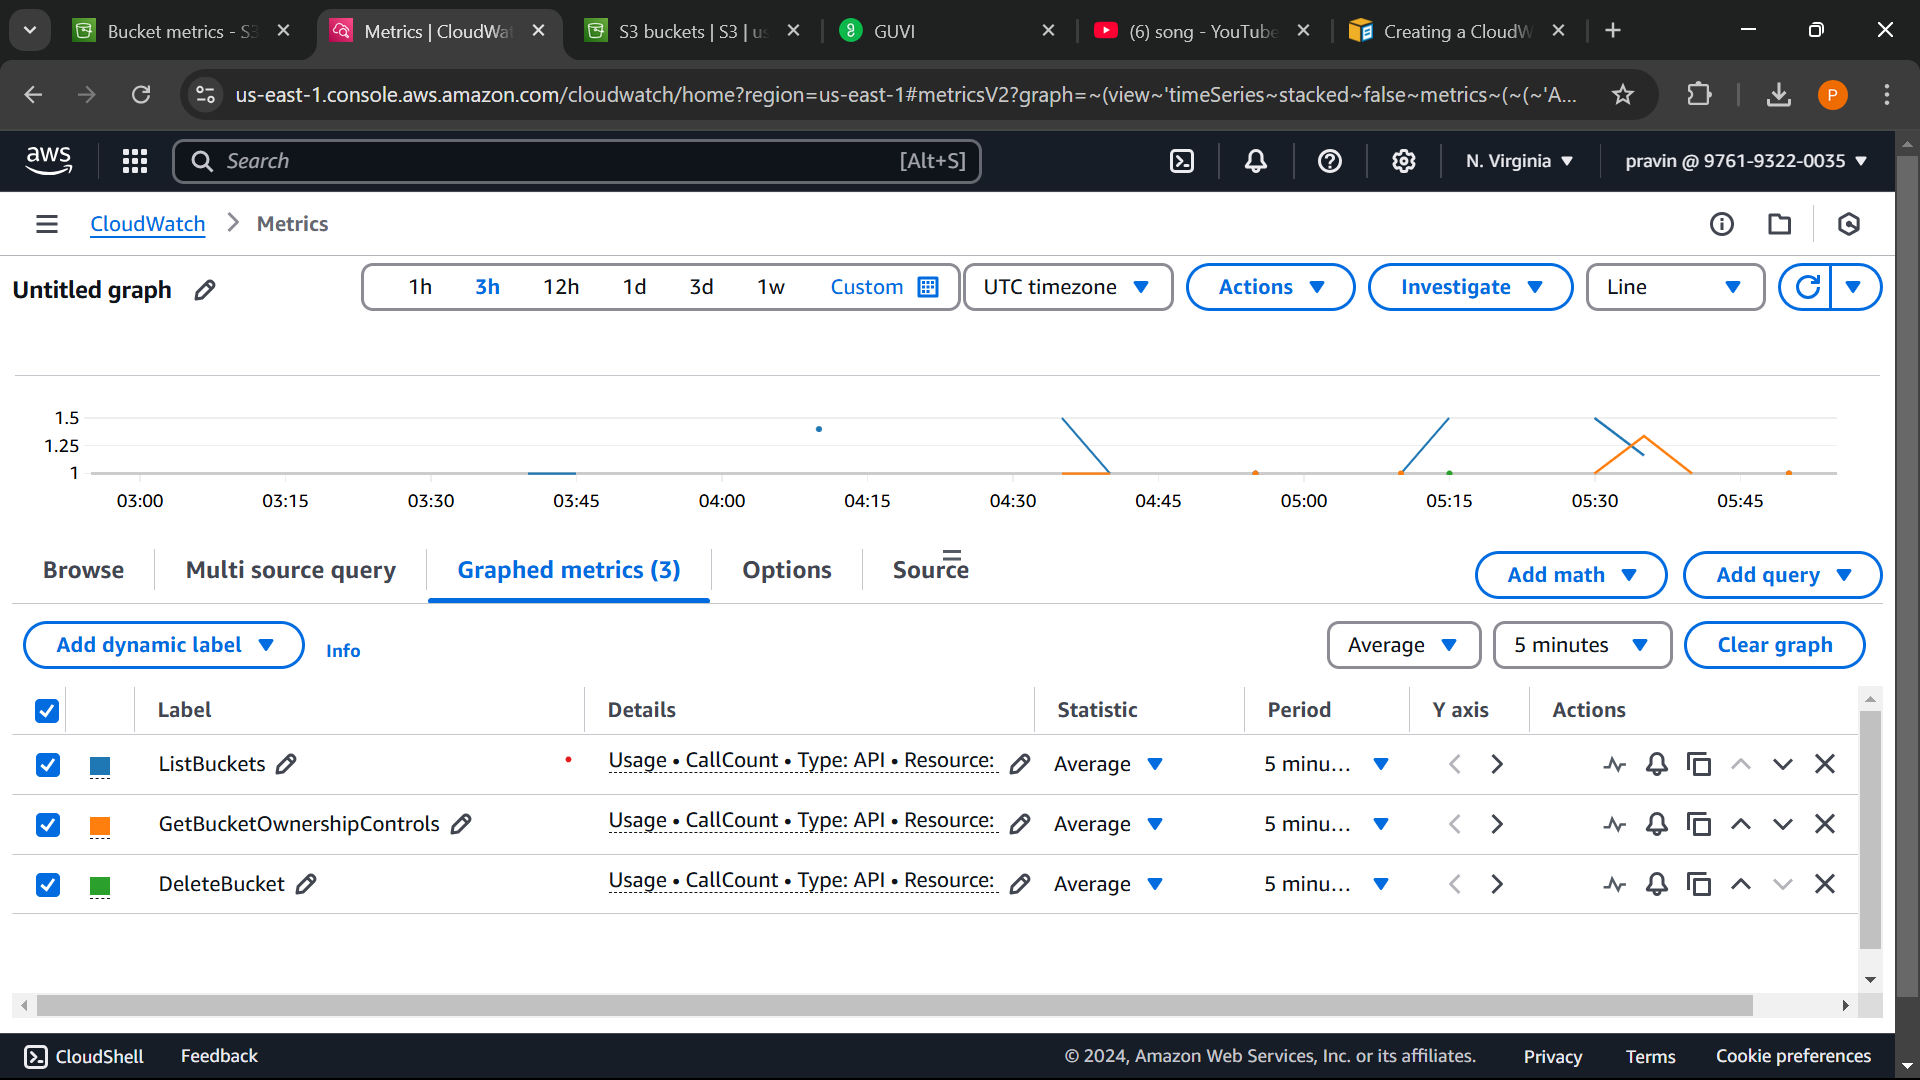 Bucket metrics - S3
Metrics | CloudWat
S3 buckets | S3 | us
GUVI
(6) song - YouTube
Creating a CloudW
us-east-1.console.aws.amazon.com/cloudwatch/home?region=us-east-1#metricsV2?graph=~(view~'timeSeries~stacked~false~metrics~(~(~'A...
P
aws
Search
[Alt+S]
N. Virginia
pravin @ 9761-9322-0035
CloudWatch
Metrics
Untitled graph
1h
3h
12h
1d
3d
1w
Custom
UTC timezone
Actions
Investigate
Line
1.5
1.25
1
03:00
03:15
03:30
03:45
04:00
04:15
04:30
04:45
05:00
05:15
05:30
05:45
Browse
Multi source query
Graphed metrics (3)
Options
Source
Add math
Add query
Add dynamic label
Info
Average
5 minutes
Clear graph
Label
Details
Statistic
Period
Y axis
Actions
ListBuckets
Usage • CallCount • Type: API • Resource:
Average
5 minu...
GetBucketOwnershipControls
Usage • CallCount • Type: API • Resource:
Average
5 minu...
DeleteBucket
Usage • CallCount • Type: API • Resource:
Average
5 minu...
CloudShell
Feedback
© 2024, Amazon Web Services, Inc. or its affiliates.
Privacy
Terms
Cookie preferences